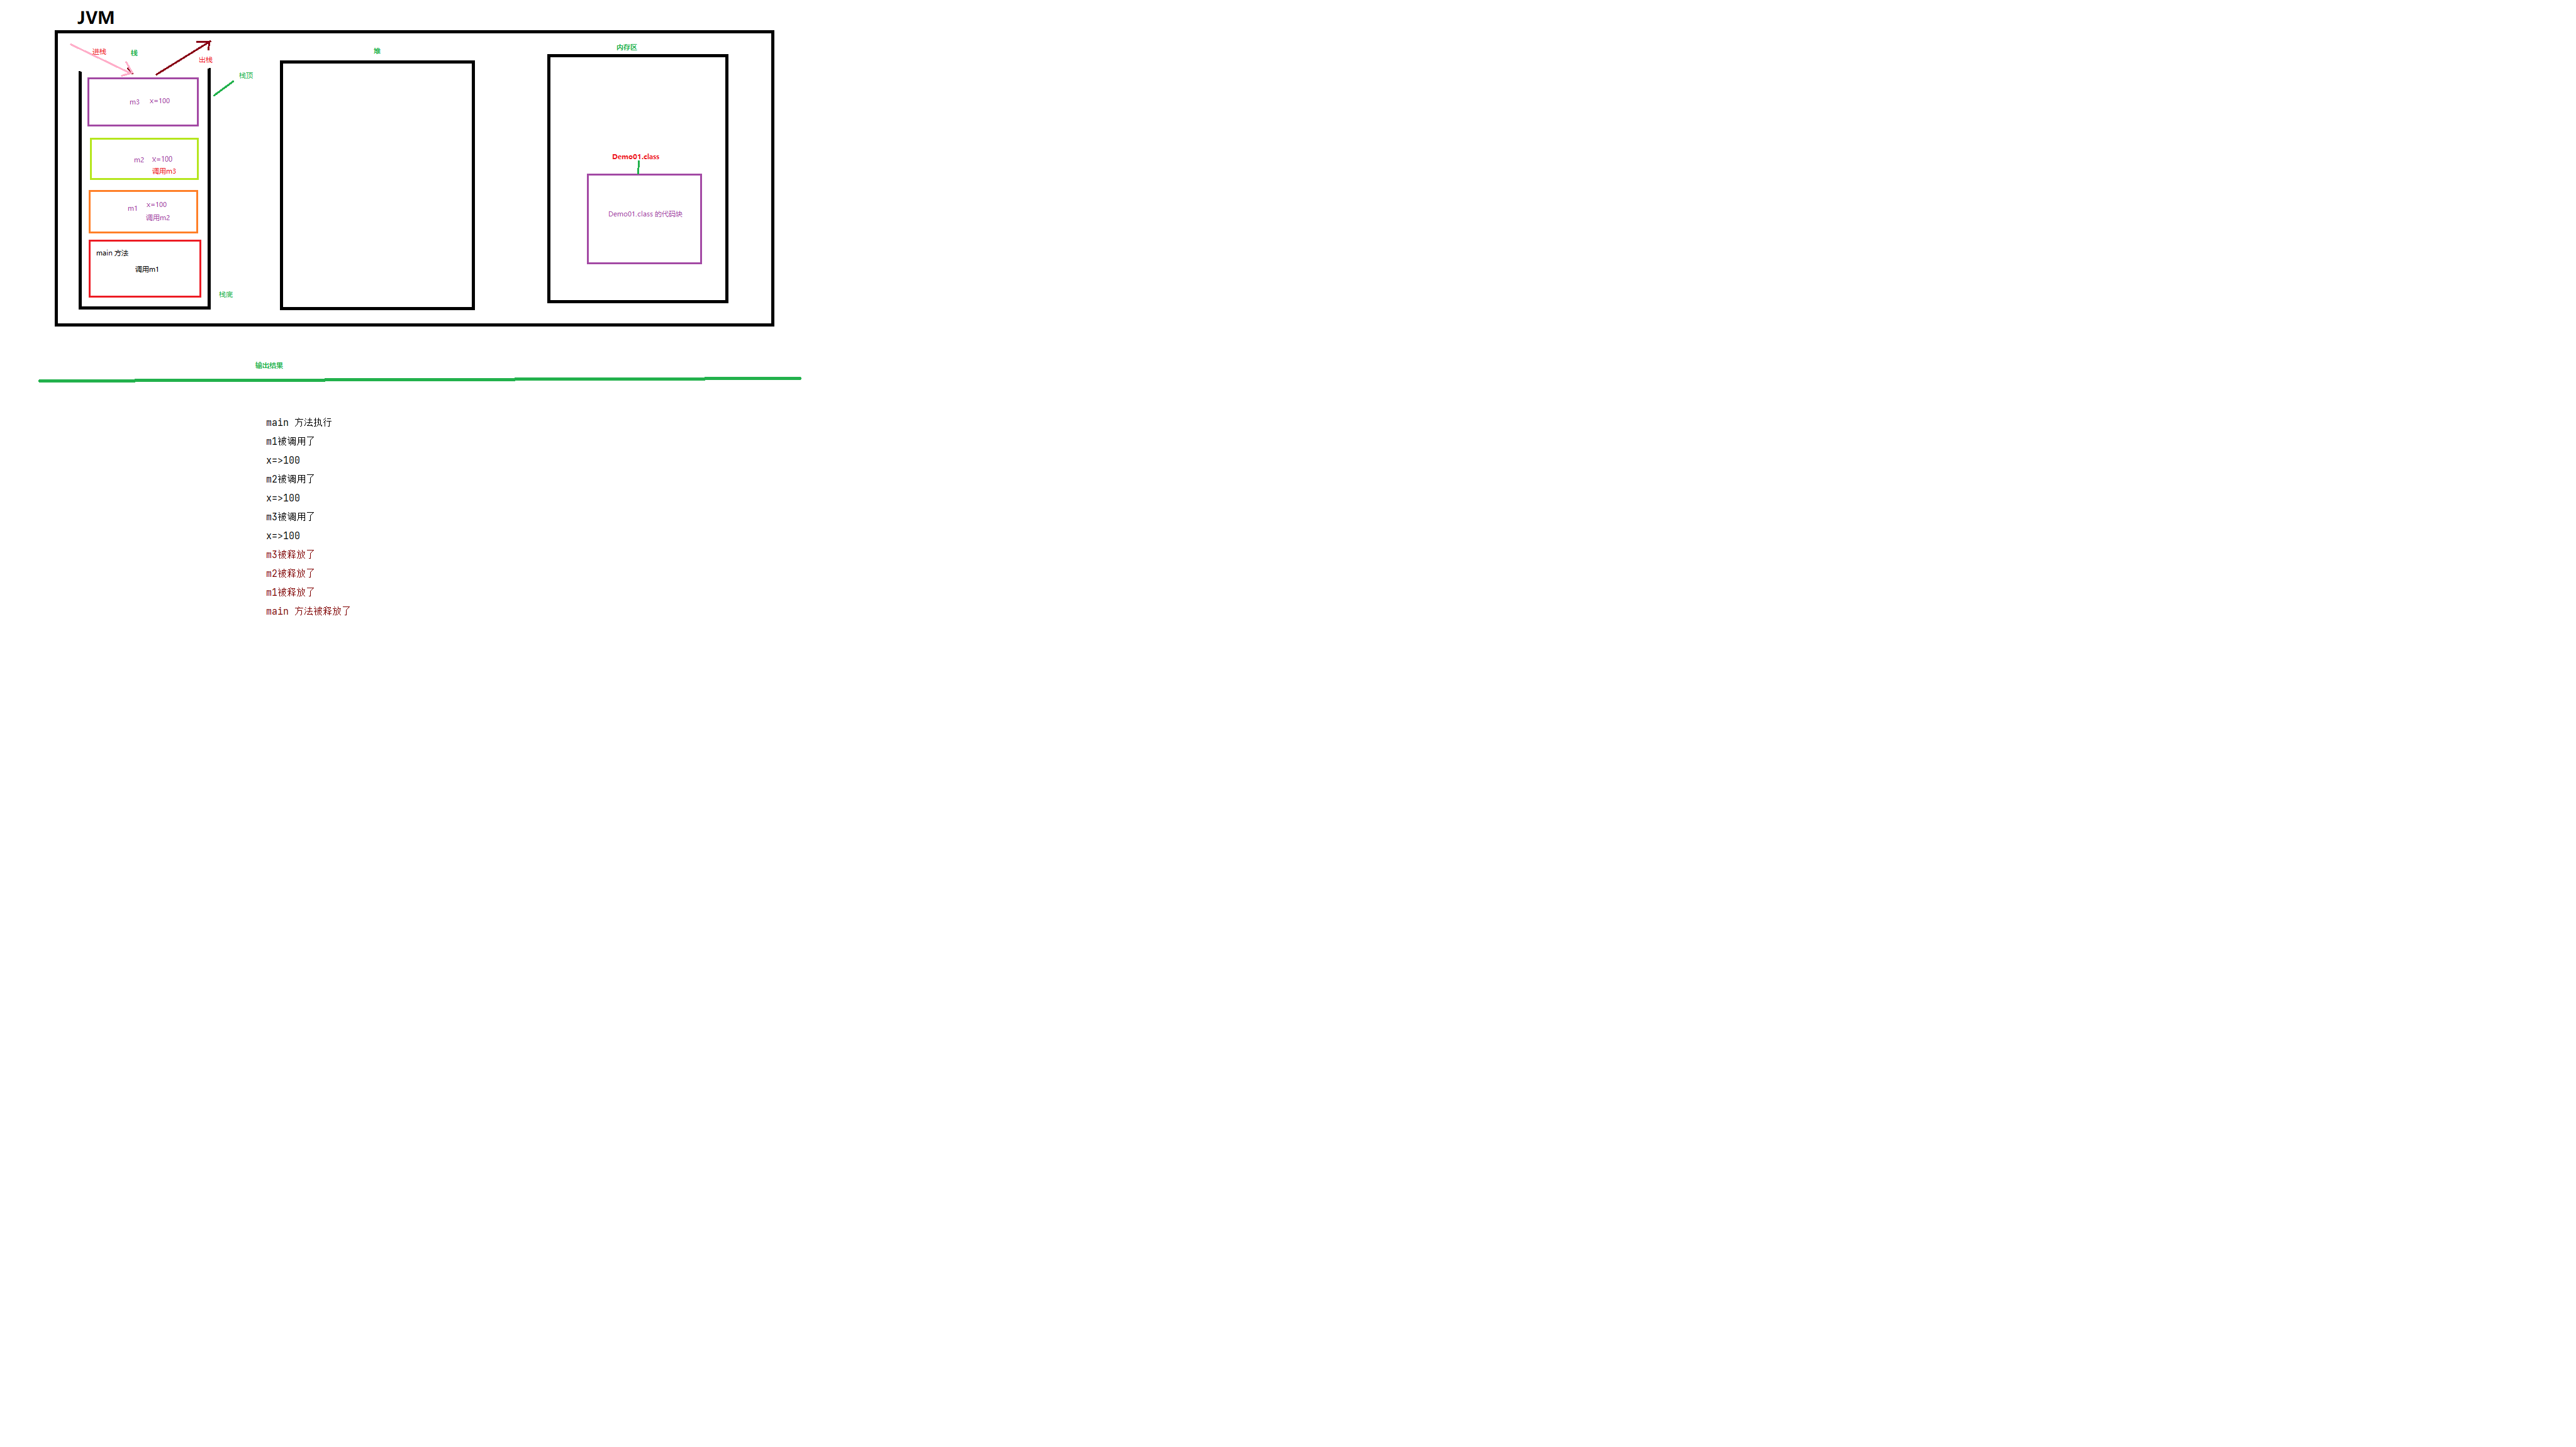 JVM
进栈
栈
出栈
栈顶
堆
内存区
m3 x=100
m2 x=100
调用m3
m1 x=100
调用m2
main 方法
调用m1
栈底
Demo01.class
Demo01.class 的代码块
输出结果
main 方法执行
m1被调用了
x=>100
m2被调用了
x=>100
m3被调用了
x=>100
m3被释放了
m2被释放了
m1被释放了
main 方法被释放了